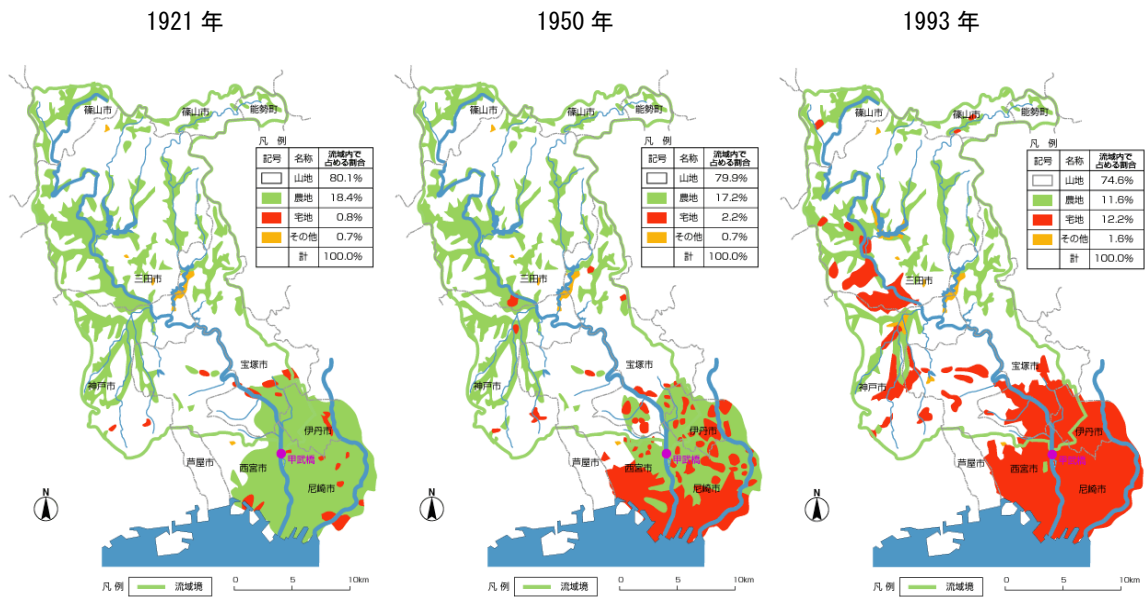 1921 年
篠山市
篠山市
能勢町
凡 例
記号 名称 流域内で占める割合
山地 80.1%
農地 18.4%
宅地 0.8%
その他 0.7%
計 100.0%
三田市
宝塚市
神戸市
伊丹市
甲武橋
芦屋市
西宮市
尼崎市
N
凡 例 流域境
0 5 10km
1950 年
篠山市
篠山市
能勢町
凡 例
記号 名称 流域内で占める割合
山地 79.9%
農地 17.2%
宅地 2.2%
その他 0.7%
計 100.0%
三田市
宝塚市
神戸市
伊丹市
甲武橋
芦屋市
西宮市
尼崎市
N
凡 例 流域境
0 5 10km
1993 年
篠山市
篠山市
能勢町
凡 例
記号 名称 流域内で占める割合
山地 74.6%
農地 11.6%
宅地 12.2%
その他 1.6%
計 100.0%
三田市
宝塚市
神戸市
伊丹市
甲武橋
芦屋市
西宮市
尼崎市
N
凡 例 流域境
0 5 10km